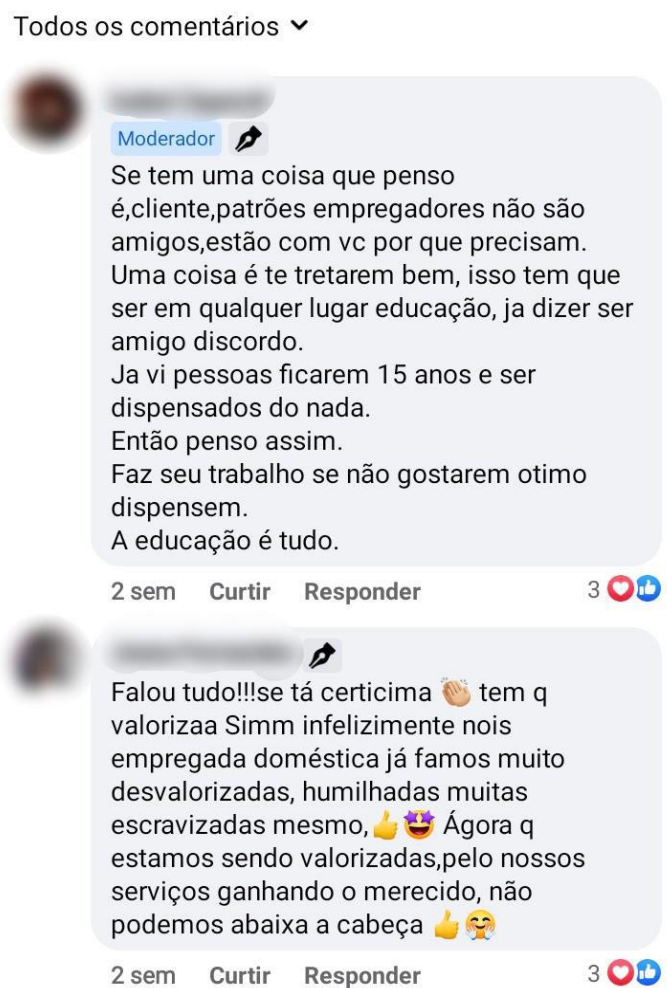 Todos os comentários
Moderador
Se tem uma coisa que penso
é,cliente,patrões empregadores não são
amigos,estão com vc por que precisam.
Uma coisa é te tretarem bem, isso tem que
ser em qualquer lugar educação, ja dizer ser
amigo discordo.
Ja vi pessoas ficarem 15 anos e ser
dispensados do nada.
Então penso assim.
Faz seu trabalho se não gostarem otimo
dispensem.
A educação é tudo.
2 sem Curtir Responder 3
Falou tudo!!!se tá certicima 👏🏼 tem q
valorizaa Simm infelizimente nois
empregada doméstica já famos muito
desvalorizadas, humilhadas muitas
escravizadas mesmo,👍🤩 Ágora q
estamos sendo valorizadas,pelo nossos
serviços ganhando o merecido, não
podemos abaixa a cabeça 👍🤗
2 sem Curtir Responder 3